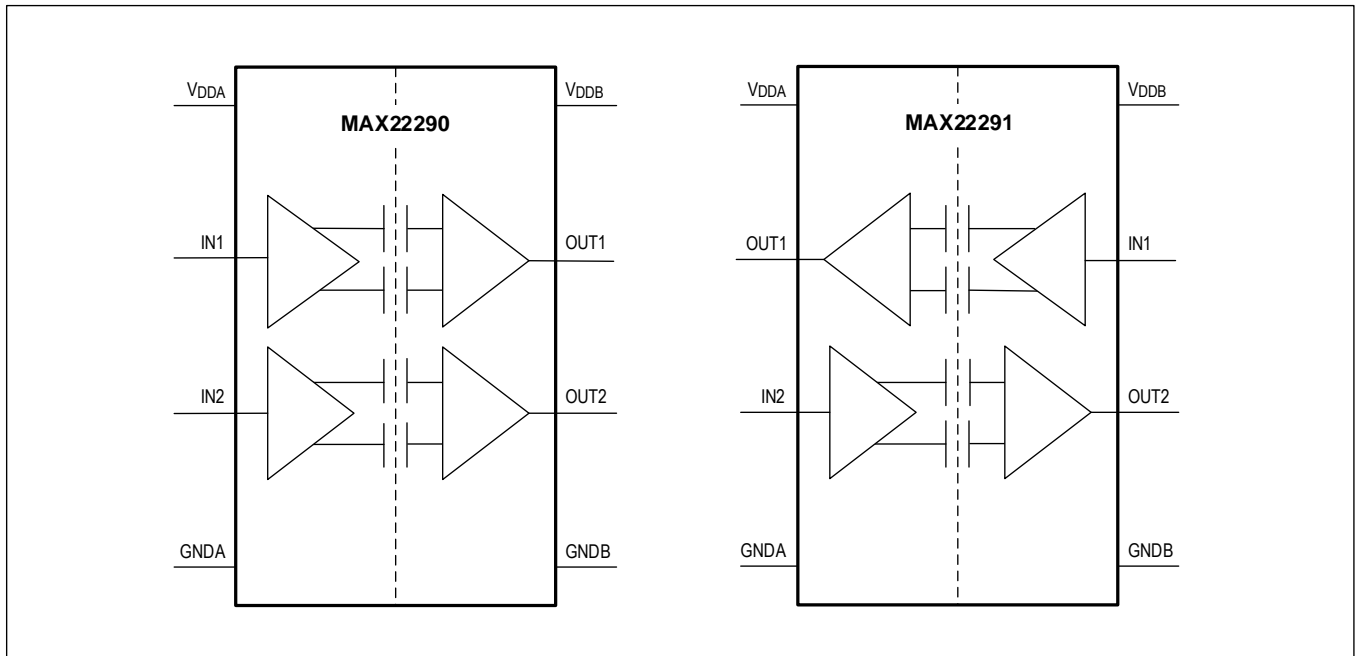 VDDA
VDDB
MAX22290
IN1
OUT1
IN2
OUT2
GNDA
GNDB
VDDA
VDDB
MAX22291
OUT1
IN1
IN2
OUT2
GNDA
GNDB